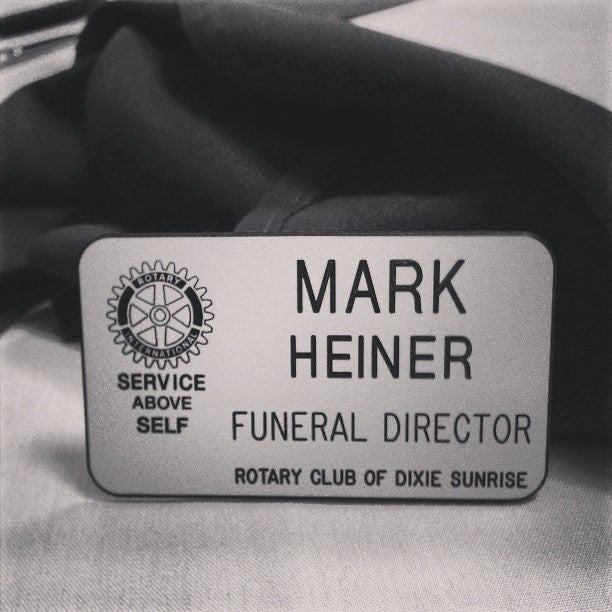 ROTARY
INTERNATIONAL
SERVICE
ABOVE
SELF
MARK
HEINER
FUNERAL DIRECTOR
ROTARY CLUB OF DIXIE SUNRISE